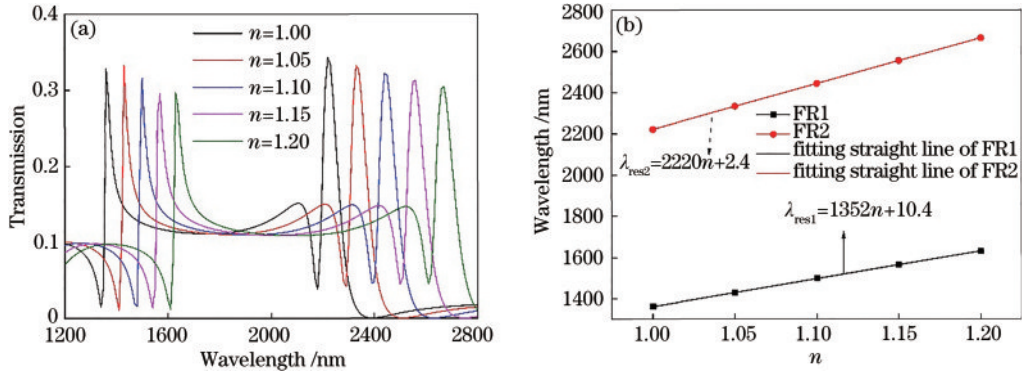 (a)
n=1.00
n=1.05
n=1.10
n=1.15
n=1.20
Transmission
0.4
0.3
0.2
0.1
0
1200 1600 2000 2400 2800
Wavelength /nm
(b)
Wavelength /nm
2800
2600
2400
2200
2000
1800
1600
1400
FR1
FR2
fitting straight line of FR1
fitting straight line of FR2
λres2=2220n+2.4
λres1=1352n+10.4
1.00 1.05 1.10 1.15 1.20
n